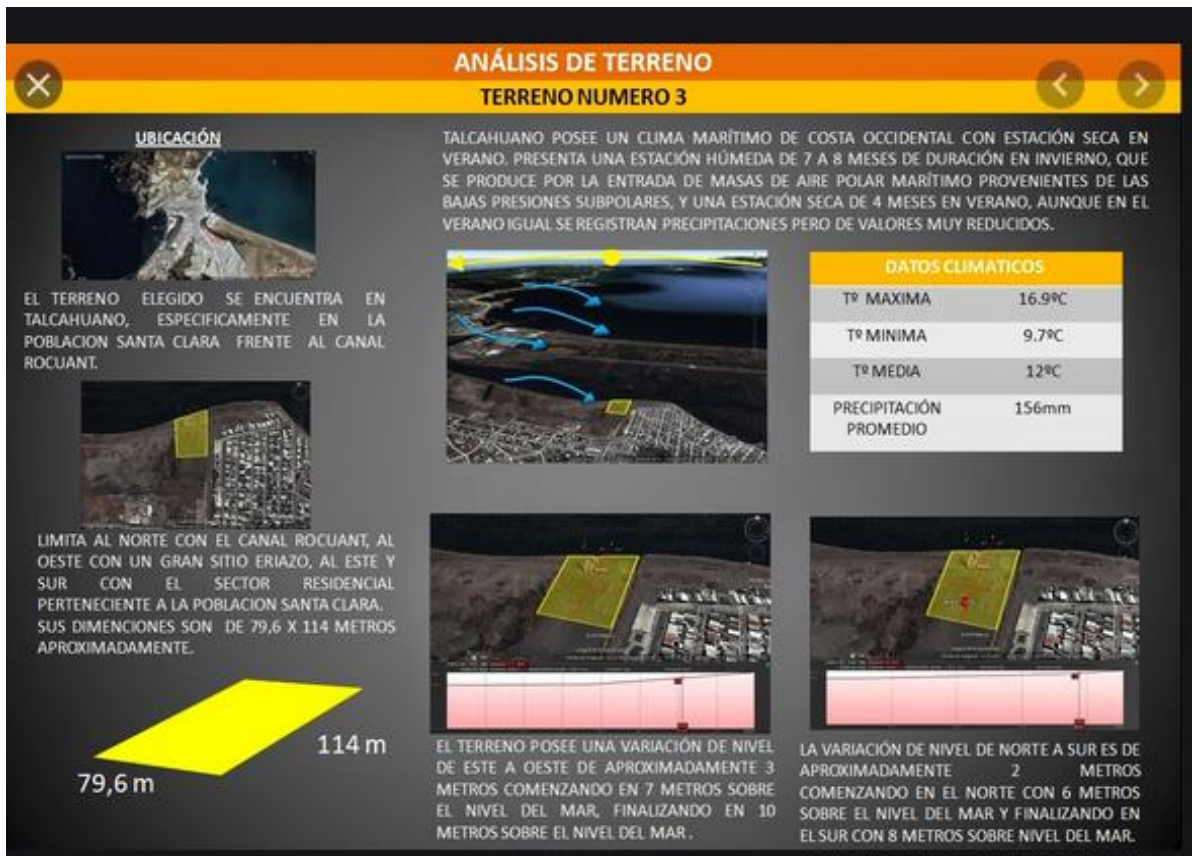 ANÁLISIS DE TERRENO
TERRENO NUMERO 3
UBICACIÓN
EL TERRENO ELEGIDO SE ENCUENTRA EN
TALCAHUANO, ESPECIFICAMENTE EN LA
POBLACION SANTA CLARA FRENTE AL CANAL
ROCUANT.
LIMITA AL NORTE CON EL CANAL ROCUANT, AL
OESTE CON UN GRAN SITIO ERIAZO, AL ESTE Y
SUR CON EL SECTOR RESIDENCIAL
PERTENECIENTE A LA POBLACION SANTA CLARA.
SUS DIMENCIONES SON DE 79,6 X 114 METROS
APROXIMADAMENTE.
114 m
79,6 m
TALCAHUANO POSEE UN CLIMA MARÍTIMO DE COSTA OCCIDENTAL CON ESTACIÓN SECA EN
VERANO. PRESENTA UNA ESTACIÓN HÚMEDA DE 7 A 8 MESES DE DURACIÓN EN INVIERNO, QUE
SE PRODUCE POR LA ENTRADA DE MASAS DE AIRE POLAR MARÍTIMO PROVENIENTES DE LAS
BAJAS PRESIONES SUBPOLARES, Y UNA ESTACIÓN SECA DE 4 MESES EN VERANO, AUNQUE EN EL
VERANO IGUAL SE REGISTRAN PRECIPITACIONES PERO DE VALORES MUY REDUCIDOS.
DATOS CLIMATICOS
Tº MAXIMA 16.9ºC
Tº MINIMA 9.7ºC
Tº MEDIA 12ºC
PRECIPITACIÓN 156mm
PROMEDIO
EL TERRENO POSEE UNA VARIACIÓN DE NIVEL
DE ESTE A OESTE DE APROXIMADAMENTE 3
METROS COMENZANDO EN 7 METROS SOBRE
EL NIVEL DEL MAR, FINALIZANDO EN 10
METROS SOBRE EL NIVEL DEL MAR .
LA VARIACIÓN DE NIVEL DE NORTE A SUR ES DE
APROXIMADAMENTE 2 METROS
COMENZANDO EN EL NORTE CON 6 METROS
SOBRE EL NIVEL DEL MAR Y FINALIZANDO EN
EL SUR CON 8 METROS SOBRE NIVEL DEL MAR.